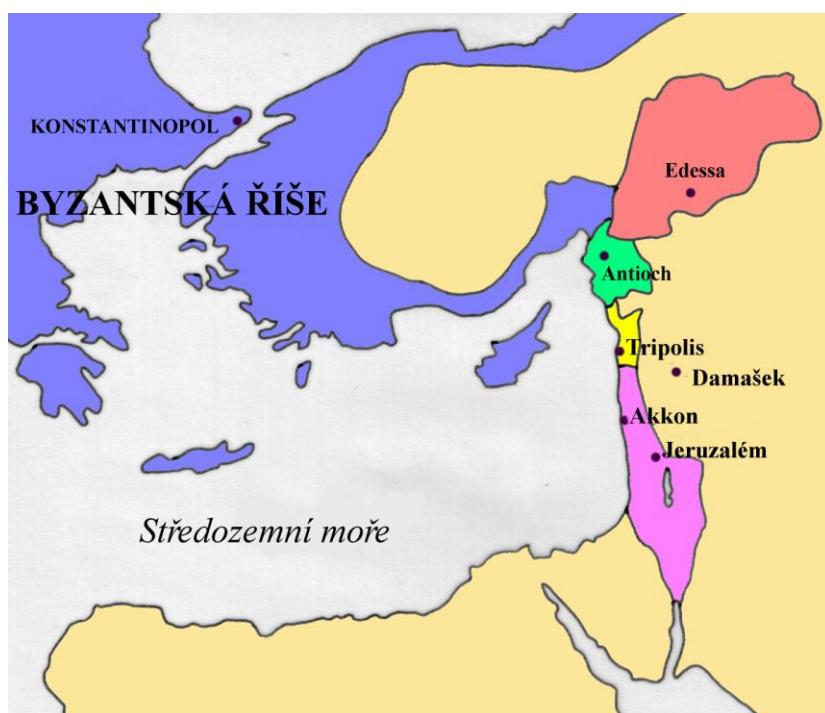 KONSTANTINOPOL
Edessa
BYZANTSKÁ ŘÍŠE
Antioch
Tripolis
Damašek
Akkon
Jeruzalém
Středozemní moře